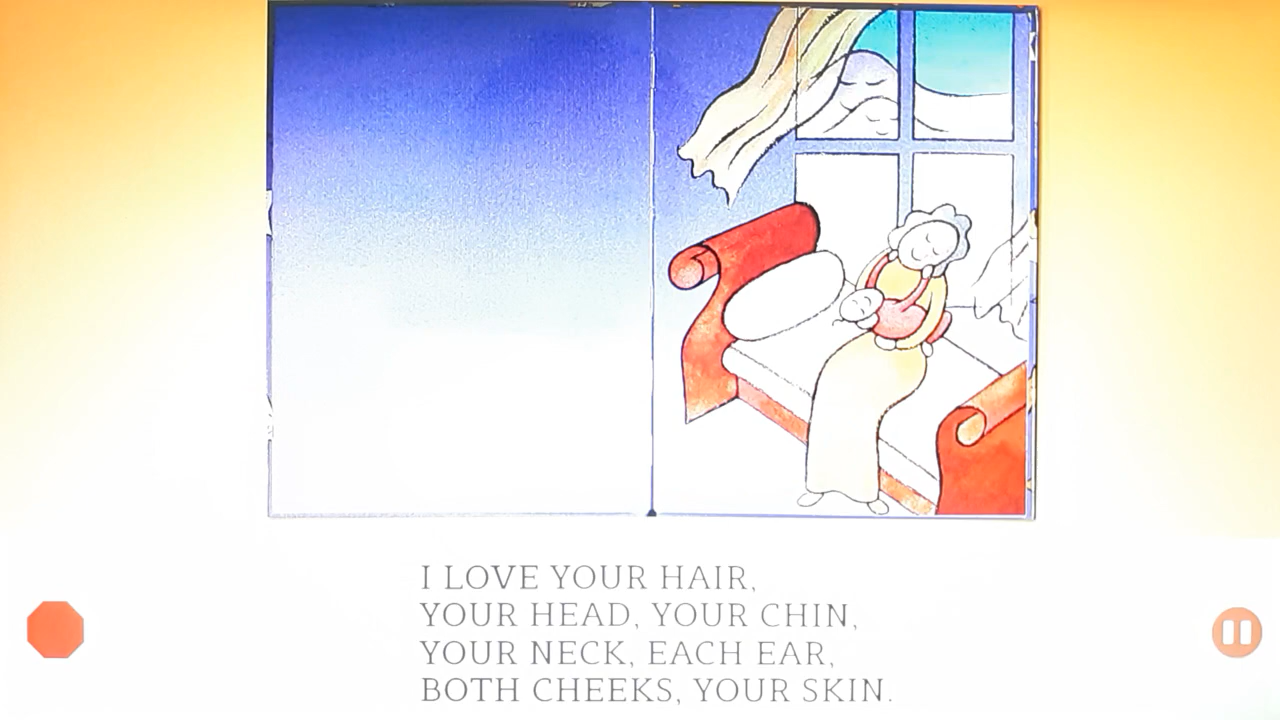 I LOVE YOUR HAIR,
YOUR HEAD, YOUR CHIN,
YOUR NECK, EACH EAR,
BOTH CHEEKS, YOUR SKIN.